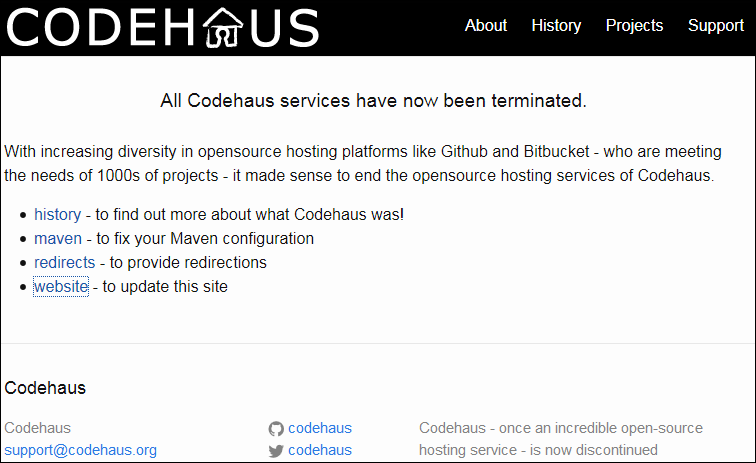 CODEHAUS
About History Projects Support
All Codehaus services have now been terminated.
With increasing diversity in opensource hosting platforms like Github and Bitbucket - who are meeting
the needs of 1000s of projects - it made sense to end the opensource hosting services of Codehaus.
history - to find out more about what Codehaus was!
maven - to fix your Maven configuration
redirects - to provide redirections
website - to update this site
Codehaus
Codehaus
support@codehaus.org
codehaus
codehaus
Codehaus - once an incredible open-source
hosting service - is now discontinued